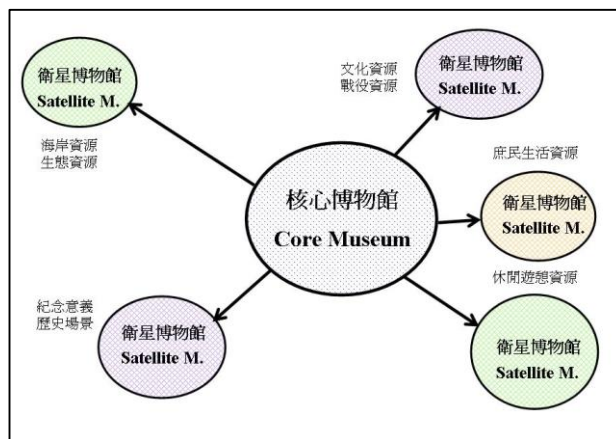 衛星博物館
Satellite M.
海岸資源
生態資源
文化資源
戰役資源
衛星博物館
Satellite M.
核心博物館
Core Museum
庶民生活資源
衛星博物館
Satellite M.
紀念意義
歷史場景
衛星博物館
Satellite M.
休閒遊憩資源
衛星博物館
Satellite M.